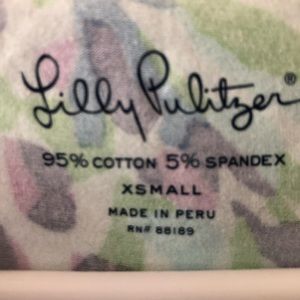 Lilly Pulitzer®
95% COTTON 5% SPANDEX
XSMALL
MADE IN PERU
RN# 88189